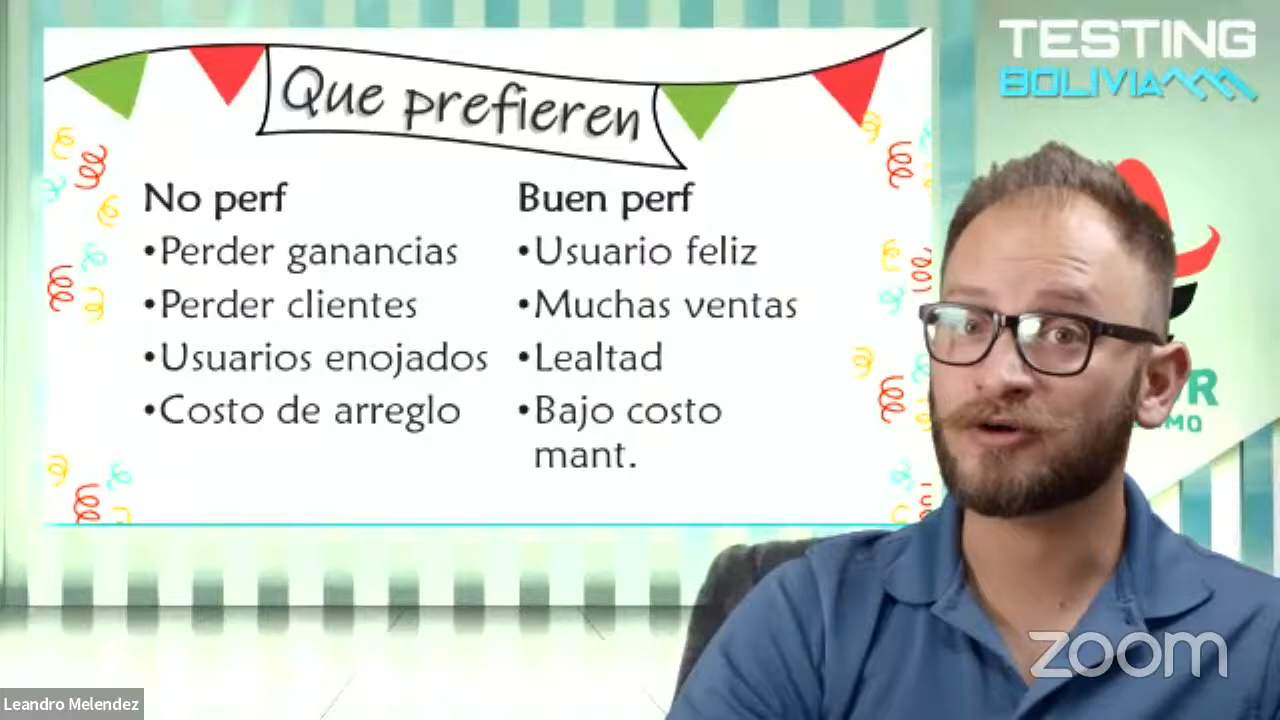 TESTING
BOLIVIA
Que prefieren
No perf
•Perder ganancias
•Perder clientes
•Usuarios enojados
•Costo de arreglo
Buen perf
•Usuario feliz
•Muchas ventas
•Lealtad
•Bajo costo
mant.
zoom
Leandro Melendez